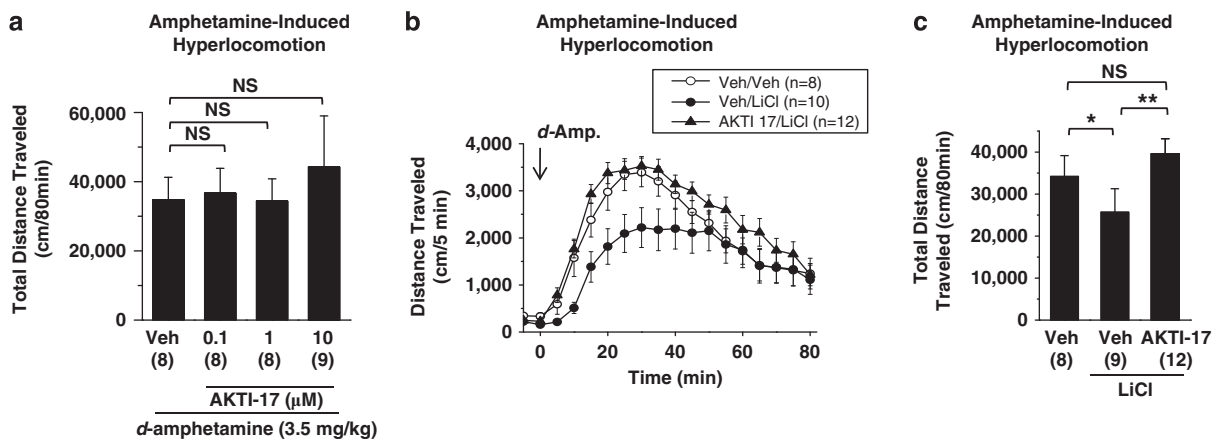 a
Amphetamine-Induced
Hyperlocomotion
Total Distance Traveled
(cm/80min)
60,000
40,000
20,000
0
NS
NS
NS
Veh 0.1 1 10
(8) (8) (8) (9)
AKTI-17 (μM)
d-amphetamine (3.5 mg/kg)
b
Amphetamine-Induced
Hyperlocomotion
Veh/Veh (n=8)
Veh/LiCl (n=10)
AKTI 17/LiCl (n=12)
d-Amp.
Distance Traveled
(cm/5 min)
4,000
3,000
2,000
1,000
0
0 20 40 60 80
Time (min)
c
Amphetamine-Induced
Hyperlocomotion
NS
* **
Total Distance
Traveled (cm/80min)
40,000
30,000
20,000
10,000
0
Veh Veh AKTI-17
(8) (9) (12)
LiCl